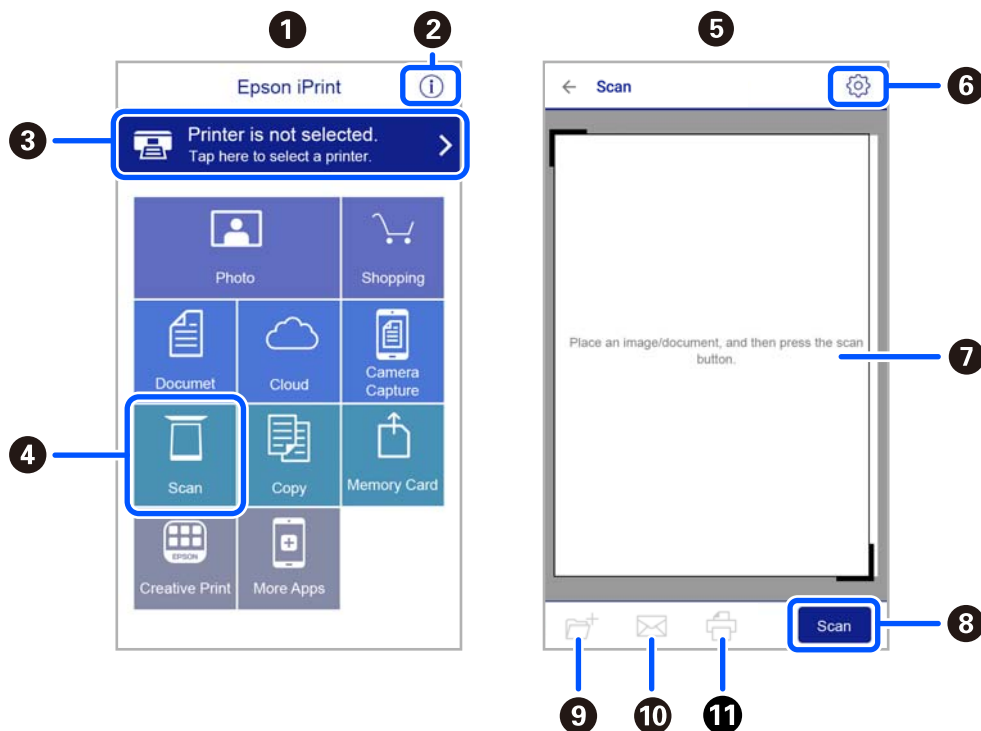 1
2
5
Epson iPrint
Scan
6
3
Printer is not selected.
Tap here to select a printer.
Photo
Shopping
Place an image/document, and then press the scan
button.
7
Documet
Cloud
Camera
Capture
4
Scan
Copy
Memory Card
EPSON
Creative Print
More Apps
Scan
8
9
10
11